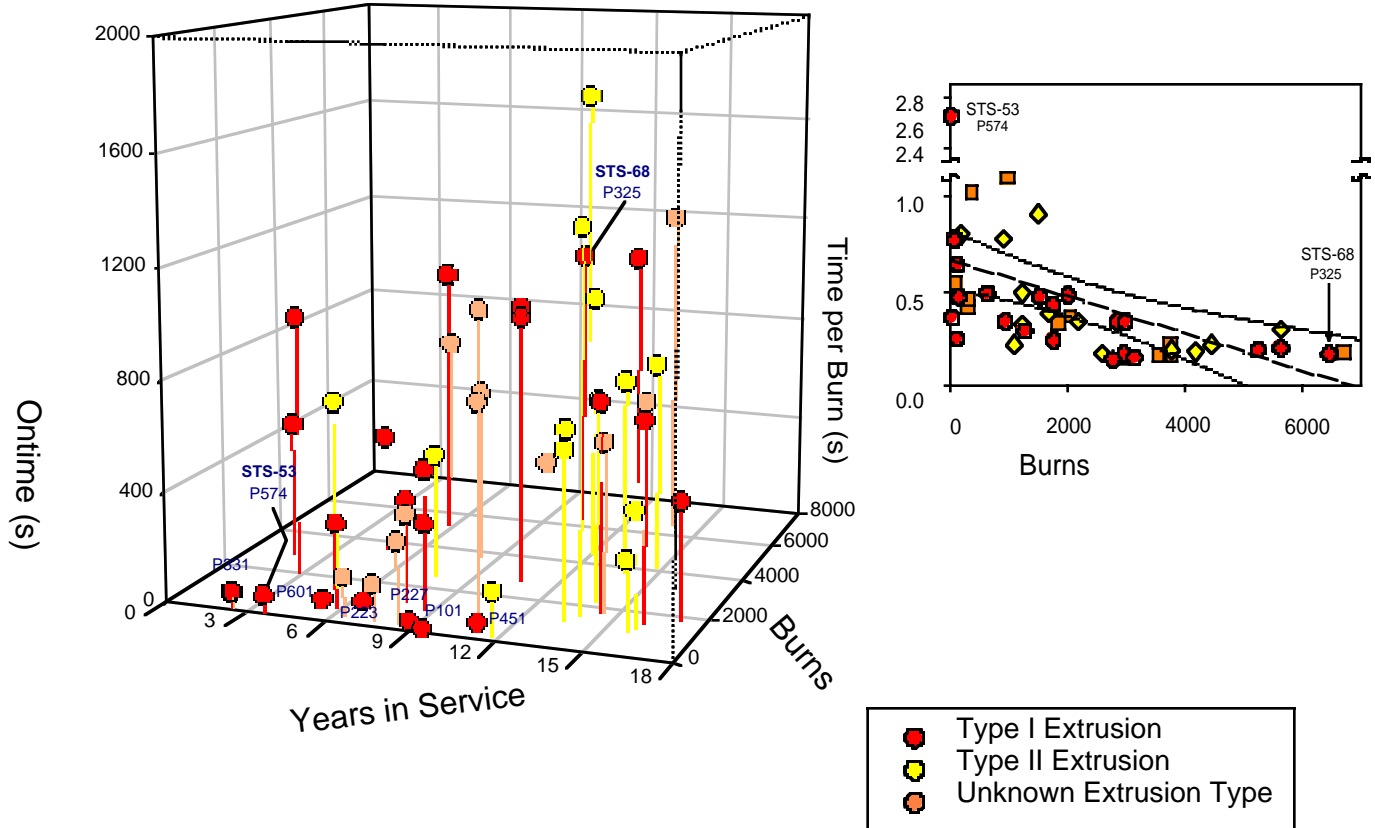 2000
1600
1200
800
400
0
Ontime (s)
STS-68
P325
STS-53
P574
P331
P601
P223
P227
P101
P451
0
3
6
9
12
15
18
Years in Service
0
2000
4000
6000
8000
Burns
Time per Burn (s)
2.8
2.6
2.4
1.0
0.5
0.0
STS-53
P574
STS-68
P325
0
2000
4000
6000
Burns
Type I Extrusion
Type II Extrusion
Unknown Extrusion Type